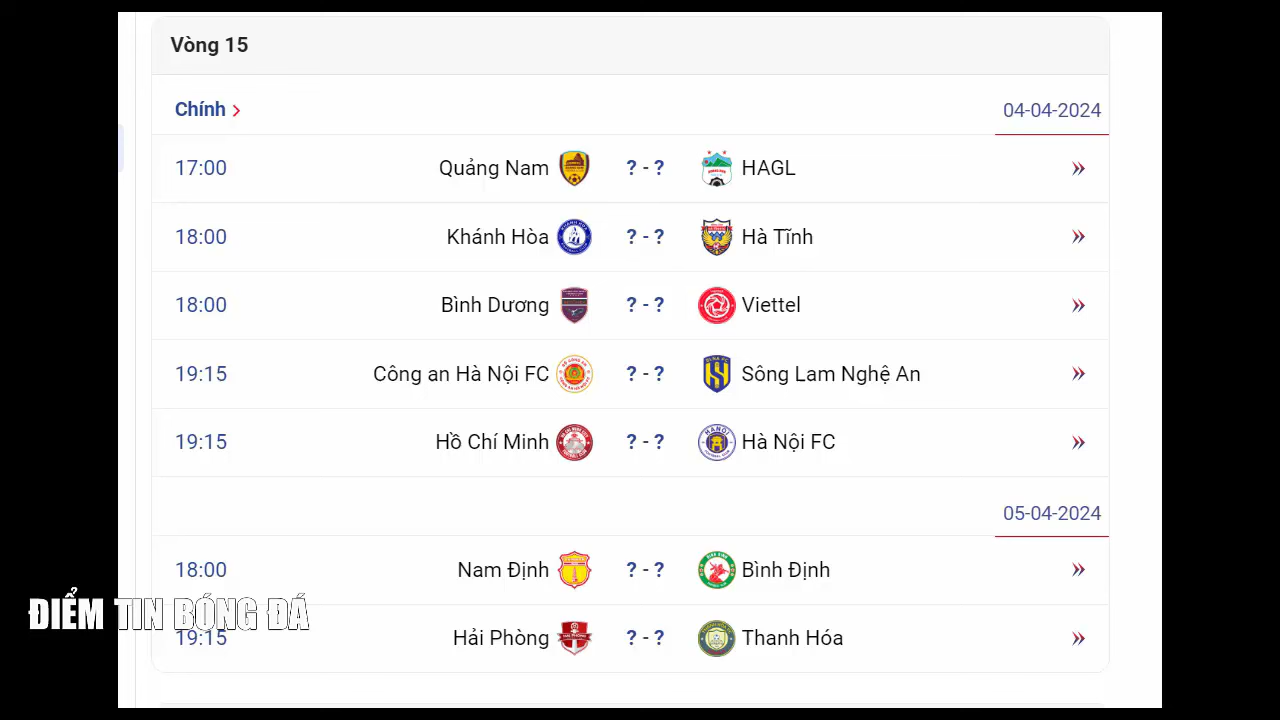 Vòng 15
Chính
04-04-2024
17:00 Quảng Nam ? - ? HAGL
18:00 Khánh Hòa ? - ? Hà Tĩnh
18:00 Bình Dương ? - ? Viettel
19:15 Công an Hà Nội FC ? - ? Sông Lam Nghệ An
19:15 Hồ Chí Minh ? - ? Hà Nội FC
05-04-2024
18:00 Nam Định ? - ? Bình Định
ĐIỂM TIN BÓNG ĐÁ
19:15 Hải Phòng ? - ? Thanh Hóa